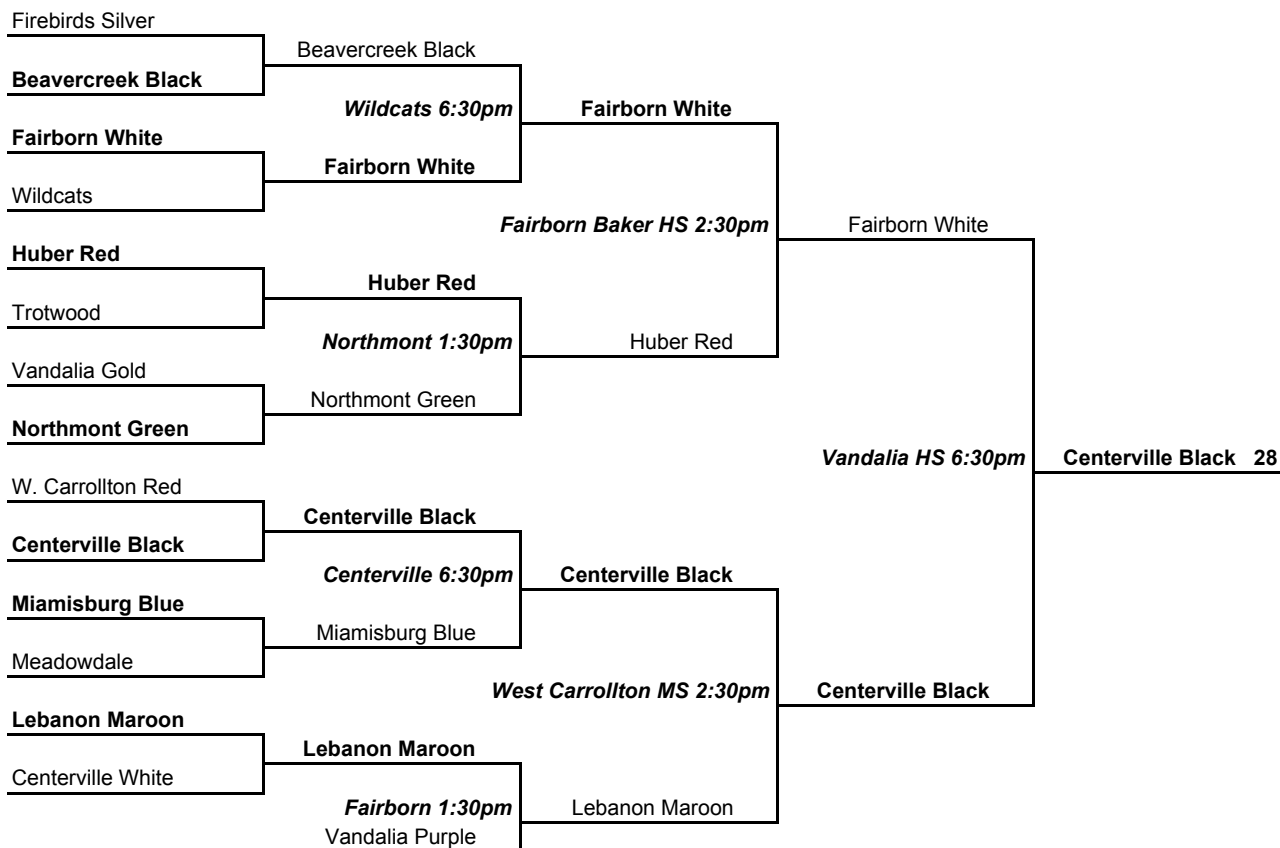 Firebirds Silver
Beavercreek Black
Beavercreek Black
Wildcats 6:30pm
Fairborn White
Fairborn White
Fairborn White
Wildcats
Fairborn Baker HS 2:30pm
Fairborn White
Huber Red
Huber Red
Trotwood
Northmont 1:30pm
Huber Red
Vandalia Gold
Northmont Green
Northmont Green
Vandalia HS 6:30pm
Centerville Black 28
W. Carrollton Red
Centerville Black
Centerville Black
Centerville 6:30pm
Centerville Black
Miamisburg Blue
Miamisburg Blue
Meadowdale
West Carrollton MS 2:30pm
Centerville Black
Lebanon Maroon
Lebanon Maroon
Centerville White
Fairborn 1:30pm
Lebanon Maroon
Vandalia Purple